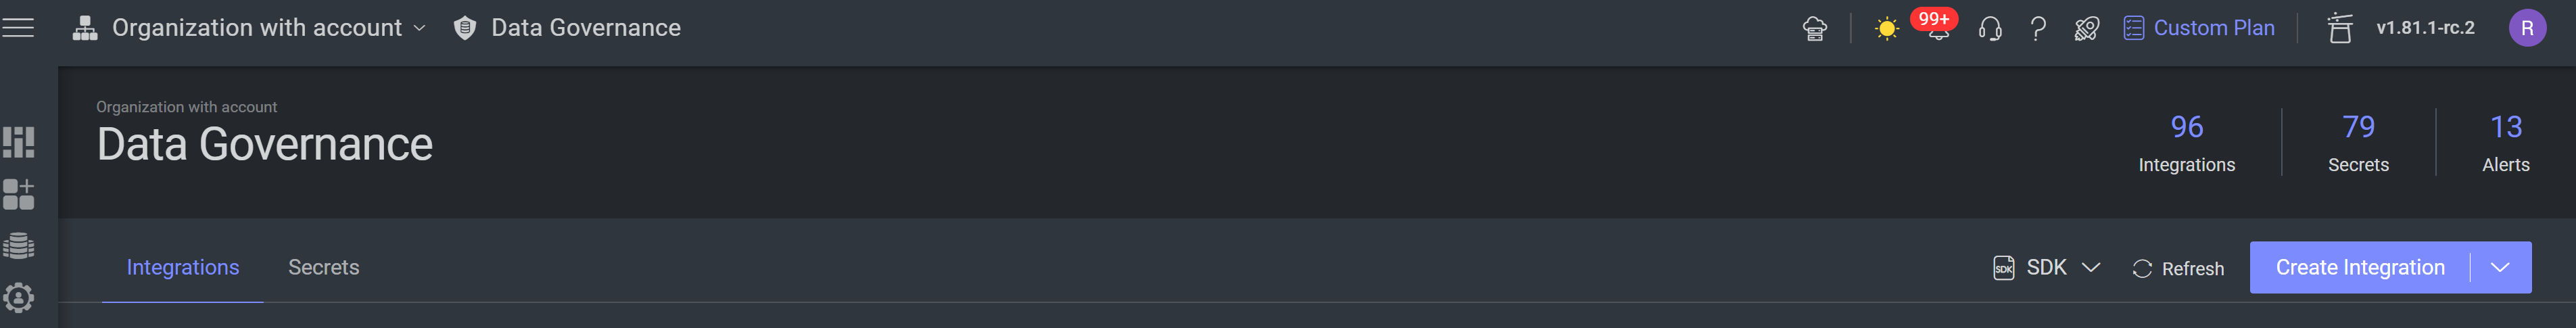 Organization with account
Data Governance
99+
Custom Plan
v1.81.1-rc.2
R
Organization with account
Data Governance
96
Integrations
79
Secrets
13
Alerts
Integrations
Secrets
SDK
SDK
Refresh
Create Integration